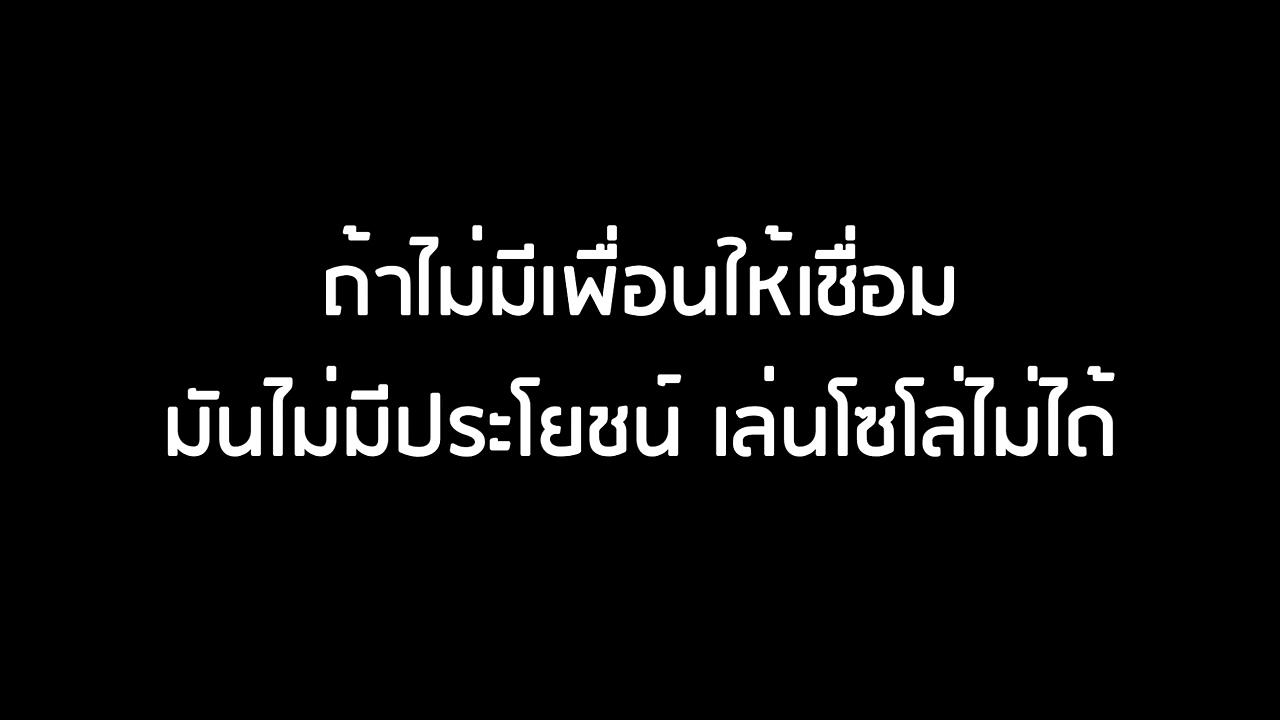 ถ้าไม่มีเพื่อนให้เชื่อม
มันไม่มีประโยชน์ เล่นโซโล่ไม่ได้